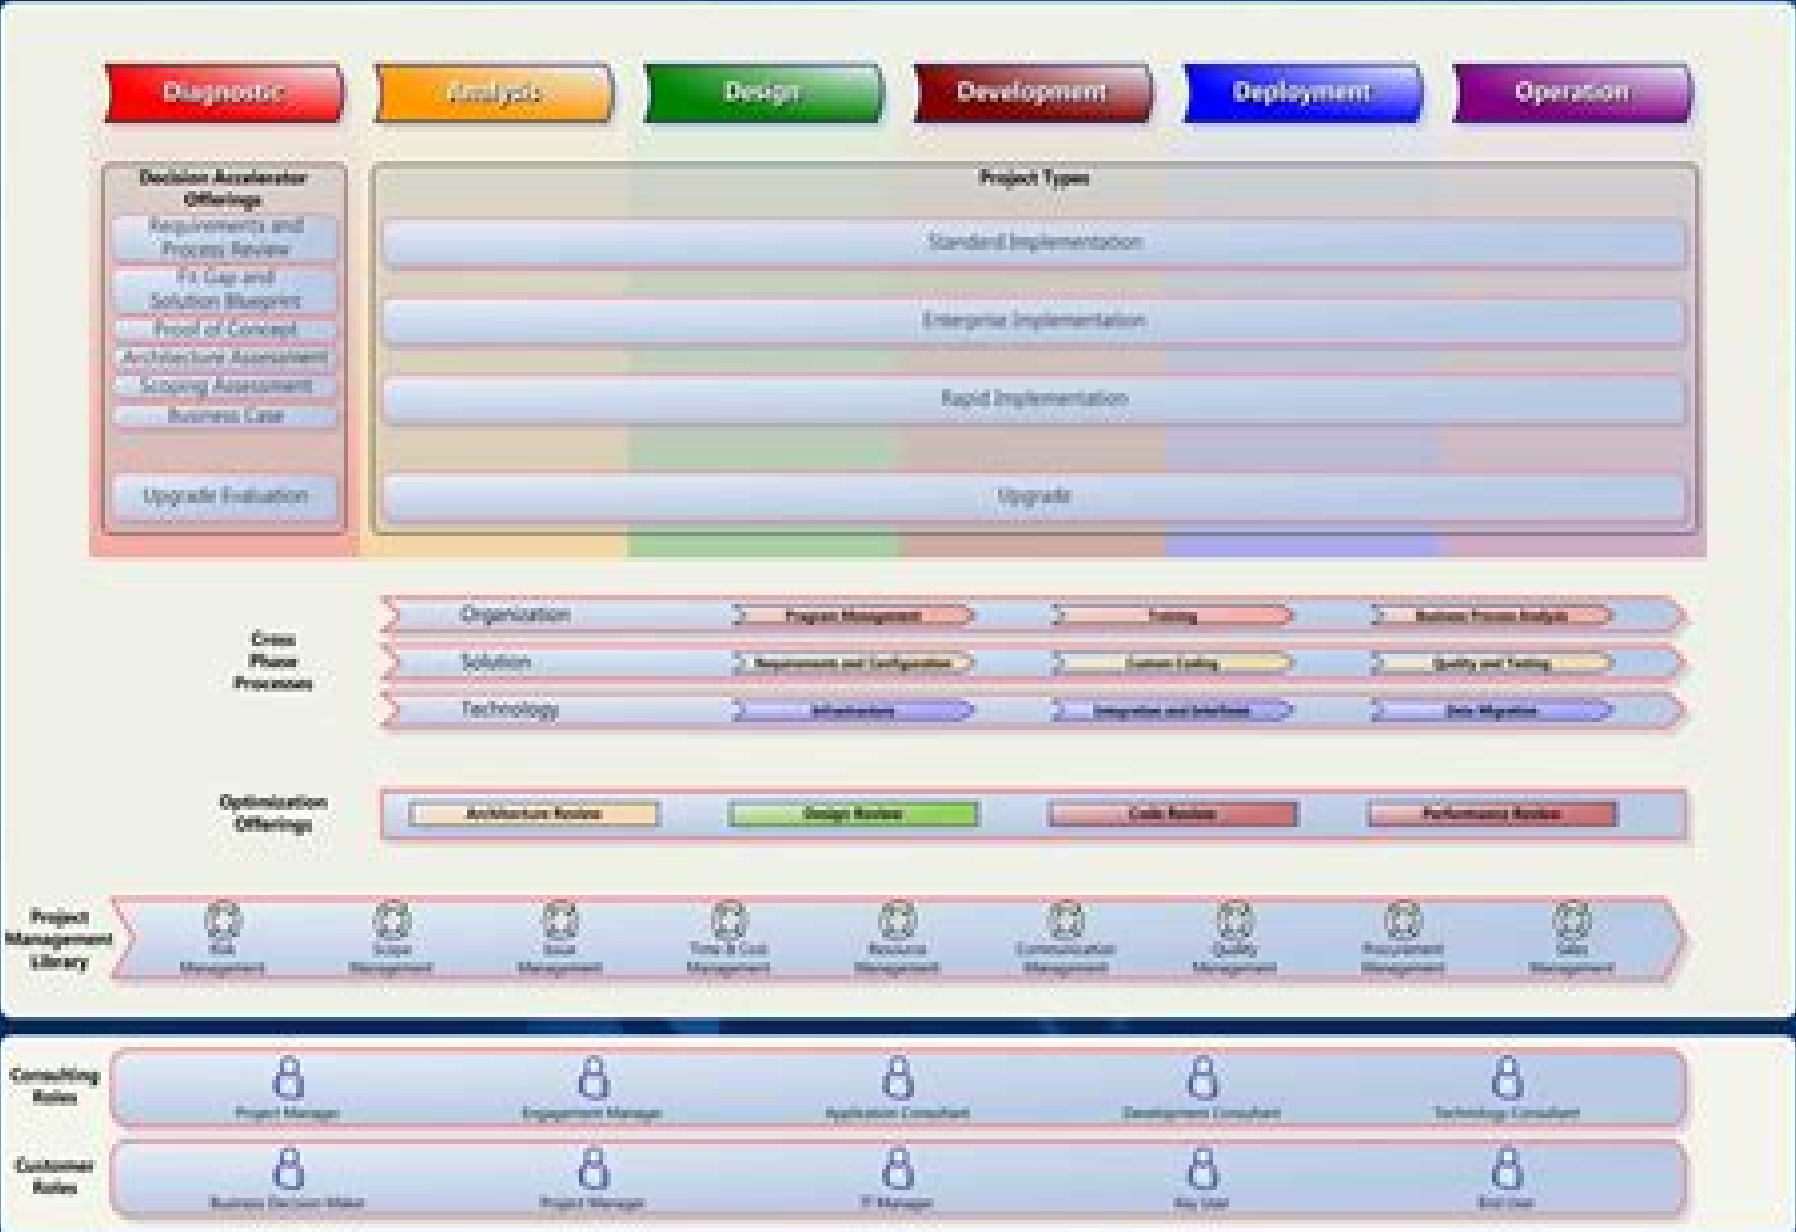 Diagnostic
Analysis
Design
Development
Deployment
Operation
Decision Accelerator
Offerings
Requirements and
Process Review
Fit Gap and
Solution Blueprint
Proof of Concept
Architecture Assessment
Scoping Assessment
Business Case
Upgrade Evaluation
Project Types
Standard Implementation
Enterprise Implementation
Rapid Implementation
Upgrade
Cross
Phase
Processes
Organization
Program Management
Training
Business Process Analysis
Solution
Requirements and Configuration
Custom Coding
Quality and Testing
Technology
Infrastructure
Integration and Interfaces
Data Migration
Optimization
Offerings
Architecture Review
Design Review
Code Review
Performance Review
Project
Management
Library
Risk
Management
Scope
Management
Issue
Management
Time & Cost
Management
Resource
Management
Communication
Management
Quality
Management
Procurement
Management
Sales
Management
Consulting
Roles
Project Manager
Engagement Manager
Application Consultant
Development Consultant
Technology Consultant
Customer
Roles
Business Decision Maker
Project Manager
IT Manager
Key User
End User